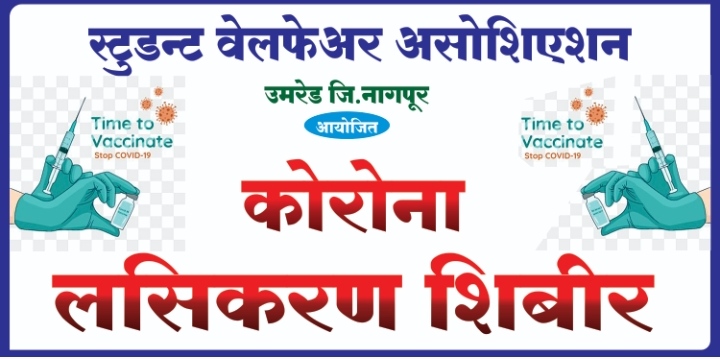 स्टुडन्ट वेलफेअर असोशिएशन
उमरेड जि.नागपूर
आयोजित
Time to
Vaccinate
Stop COVID-19
Time to
Vaccinate
Stop COVID-19
कोरोना
लसिकरण शिबीर